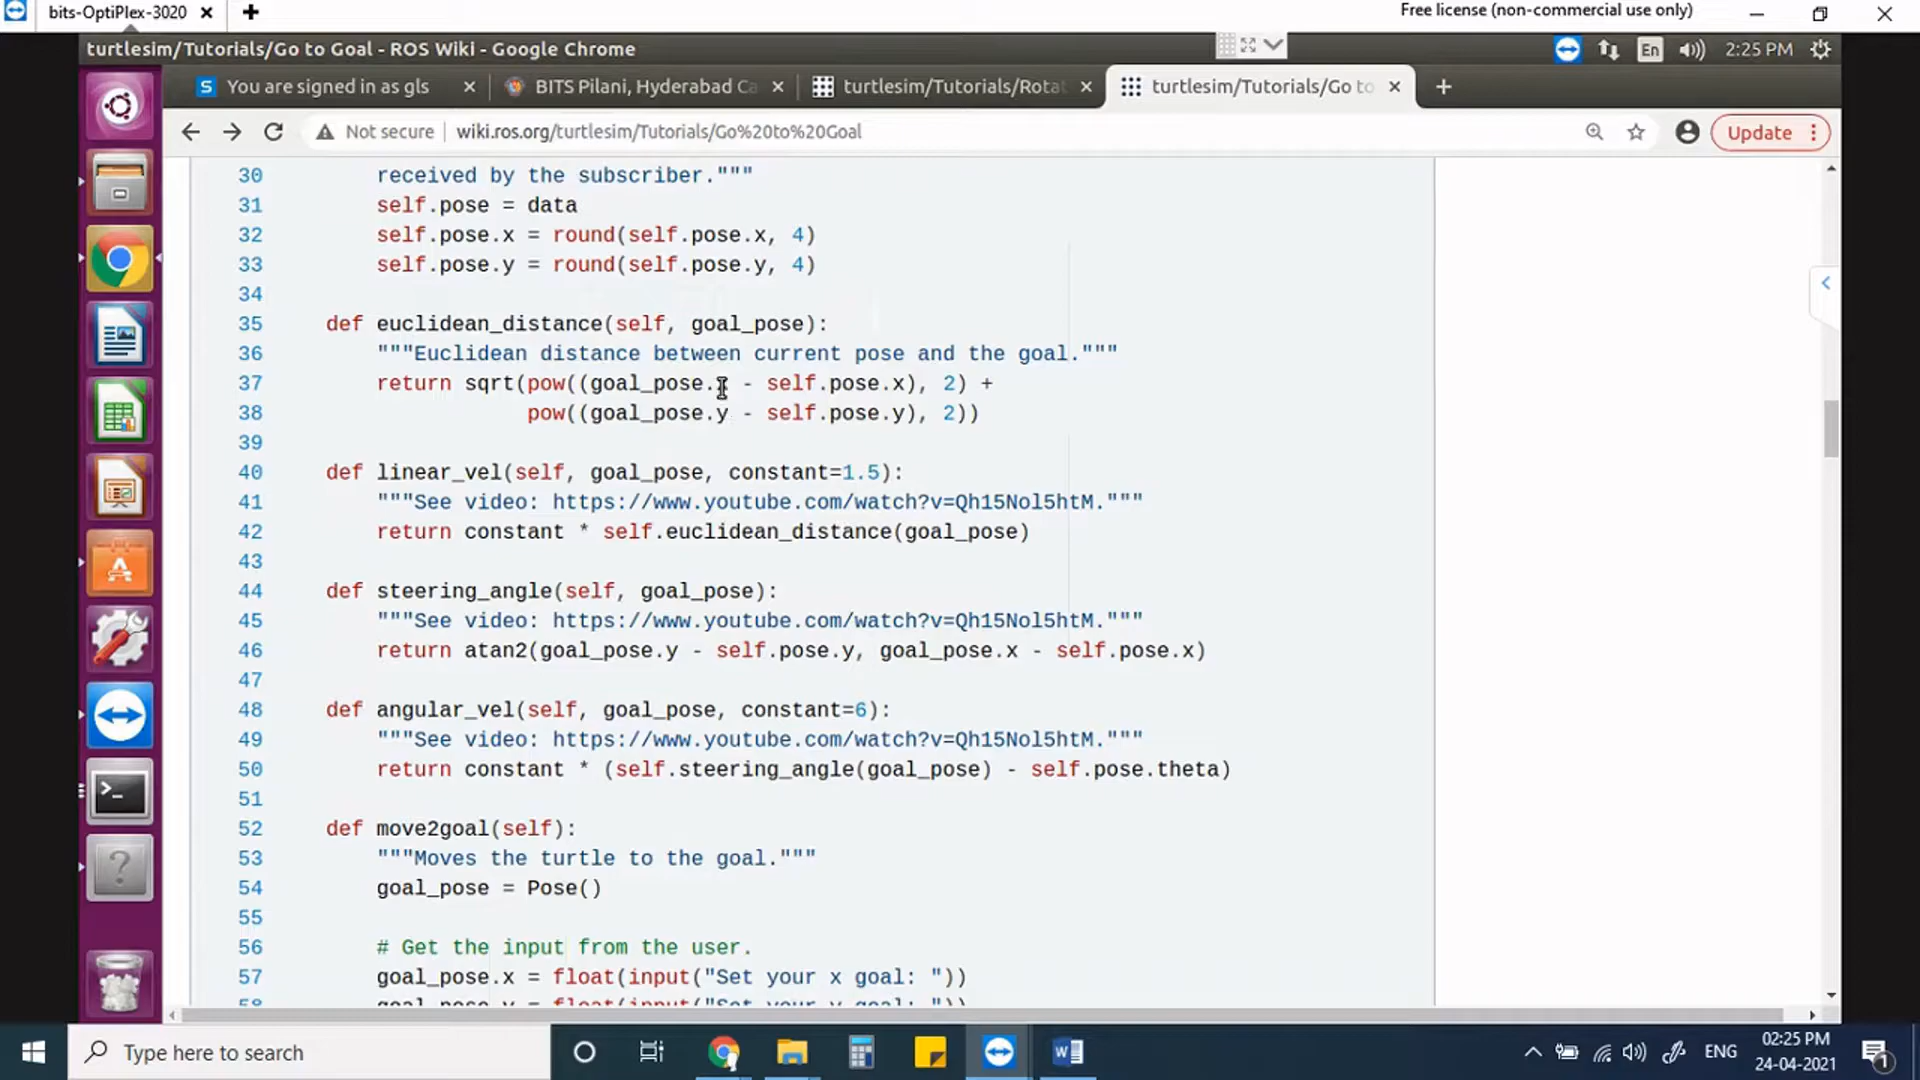 bits-OptiPlex-3020
Free license (non-commercial use only)
turtlesim/Tutorials/Go to Goal - ROS Wiki - Google Chrome
En
2:25 PM
You are signed in as gls
BITS Pilani, Hyderabad Ca
turtlesim/Tutorials/Rotat
turtlesim/Tutorials/Go to
Not secure
wiki.ros.org/turtlesim/Tutorials/Go%20to%20Goal
Update
30 received by the subscriber."""
31 self.pose = data
32 self.pose.x = round(self.pose.x, 4)
33 self.pose.y = round(self.pose.y, 4)
34
35 def euclidean_distance(self, goal_pose):
36 """Euclidean distance between current pose and the goal."""
37 return sqrt(pow((goal_pose.x - self.pose.x), 2) +
38 pow((goal_pose.y - self.pose.y), 2))
39
40 def linear_vel(self, goal_pose, constant=1.5):
41 """See video: https://www.youtube.com/watch?v=Qh15Nol5htM."""
42 return constant * self.euclidean_distance(goal_pose)
43
44 def steering_angle(self, goal_pose):
45 """See video: https://www.youtube.com/watch?v=Qh15Nol5htM."""
46 return atan2(goal_pose.y - self.pose.y, goal_pose.x - self.pose.x)
47
48 def angular_vel(self, goal_pose, constant=6):
49 """See video: https://www.youtube.com/watch?v=Qh15Nol5htM."""
50 return constant * (self.steering_angle(goal_pose) - self.pose.theta)
51
52 def move2goal(self):
53 """Moves the turtle to the goal."""
54 goal_pose = Pose()
55
56 # Get the input from the user.
57 goal_pose.x = float(input("Set your x goal: "))
58 goal_pose.y = float(input("Set your y goal: "))
Type here to search
ENG
02:25 PM
24-04-2021
1